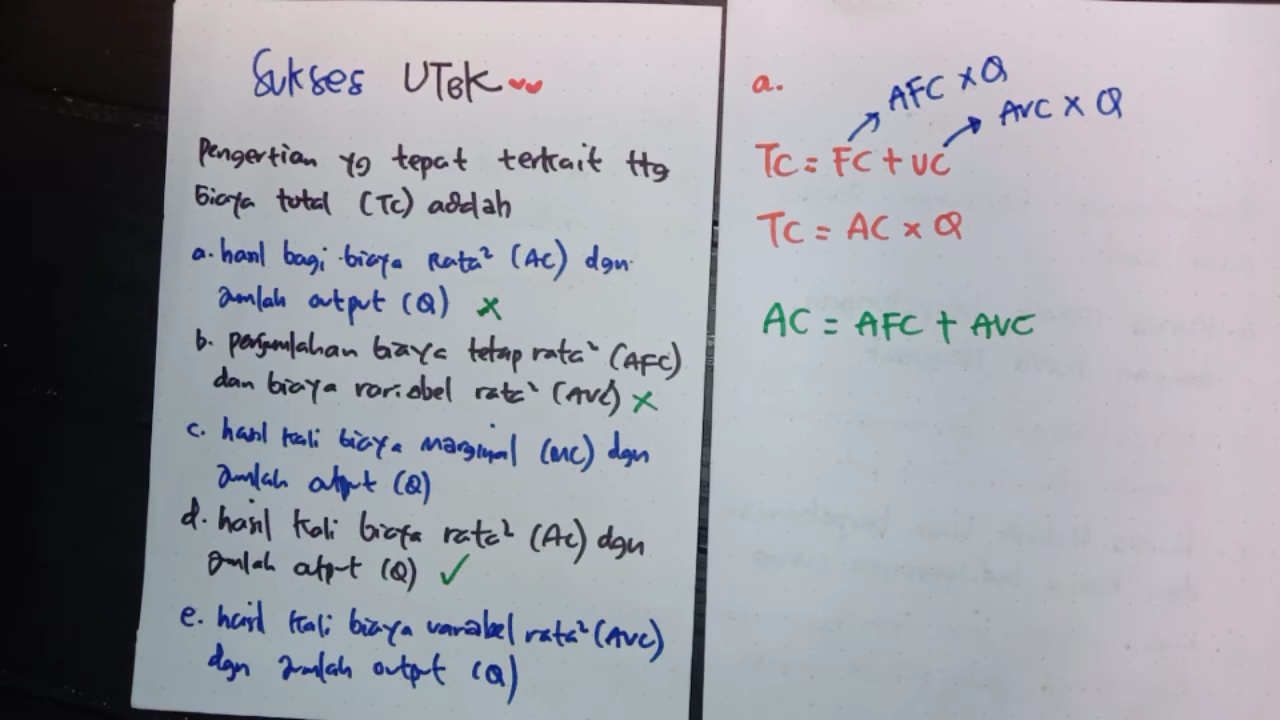 Sukses UTBK
Pengertian yg tepat terkait ttg
biaya total (TC) adalah
a. hasil bagi biaya rata² (AC) dgn
jumlah output (Q) x
b. penjumlahan biaya tetap rata² (AFC)
dan biaya variabel rata² (AVC) x
c. hasil kali biaya marginal (MC) dgn
jumlah output (Q)
d. hasil kali biaya rata² (AC) dgn
jumlah output (Q) ✓
e. hasil kali biaya variabel rata² (AVC)
dgn jumlah output (Q)
a.
AFC x Q
AVC x Q
TC = FC + VC
TC = AC x Q
AC = AFC + AVC